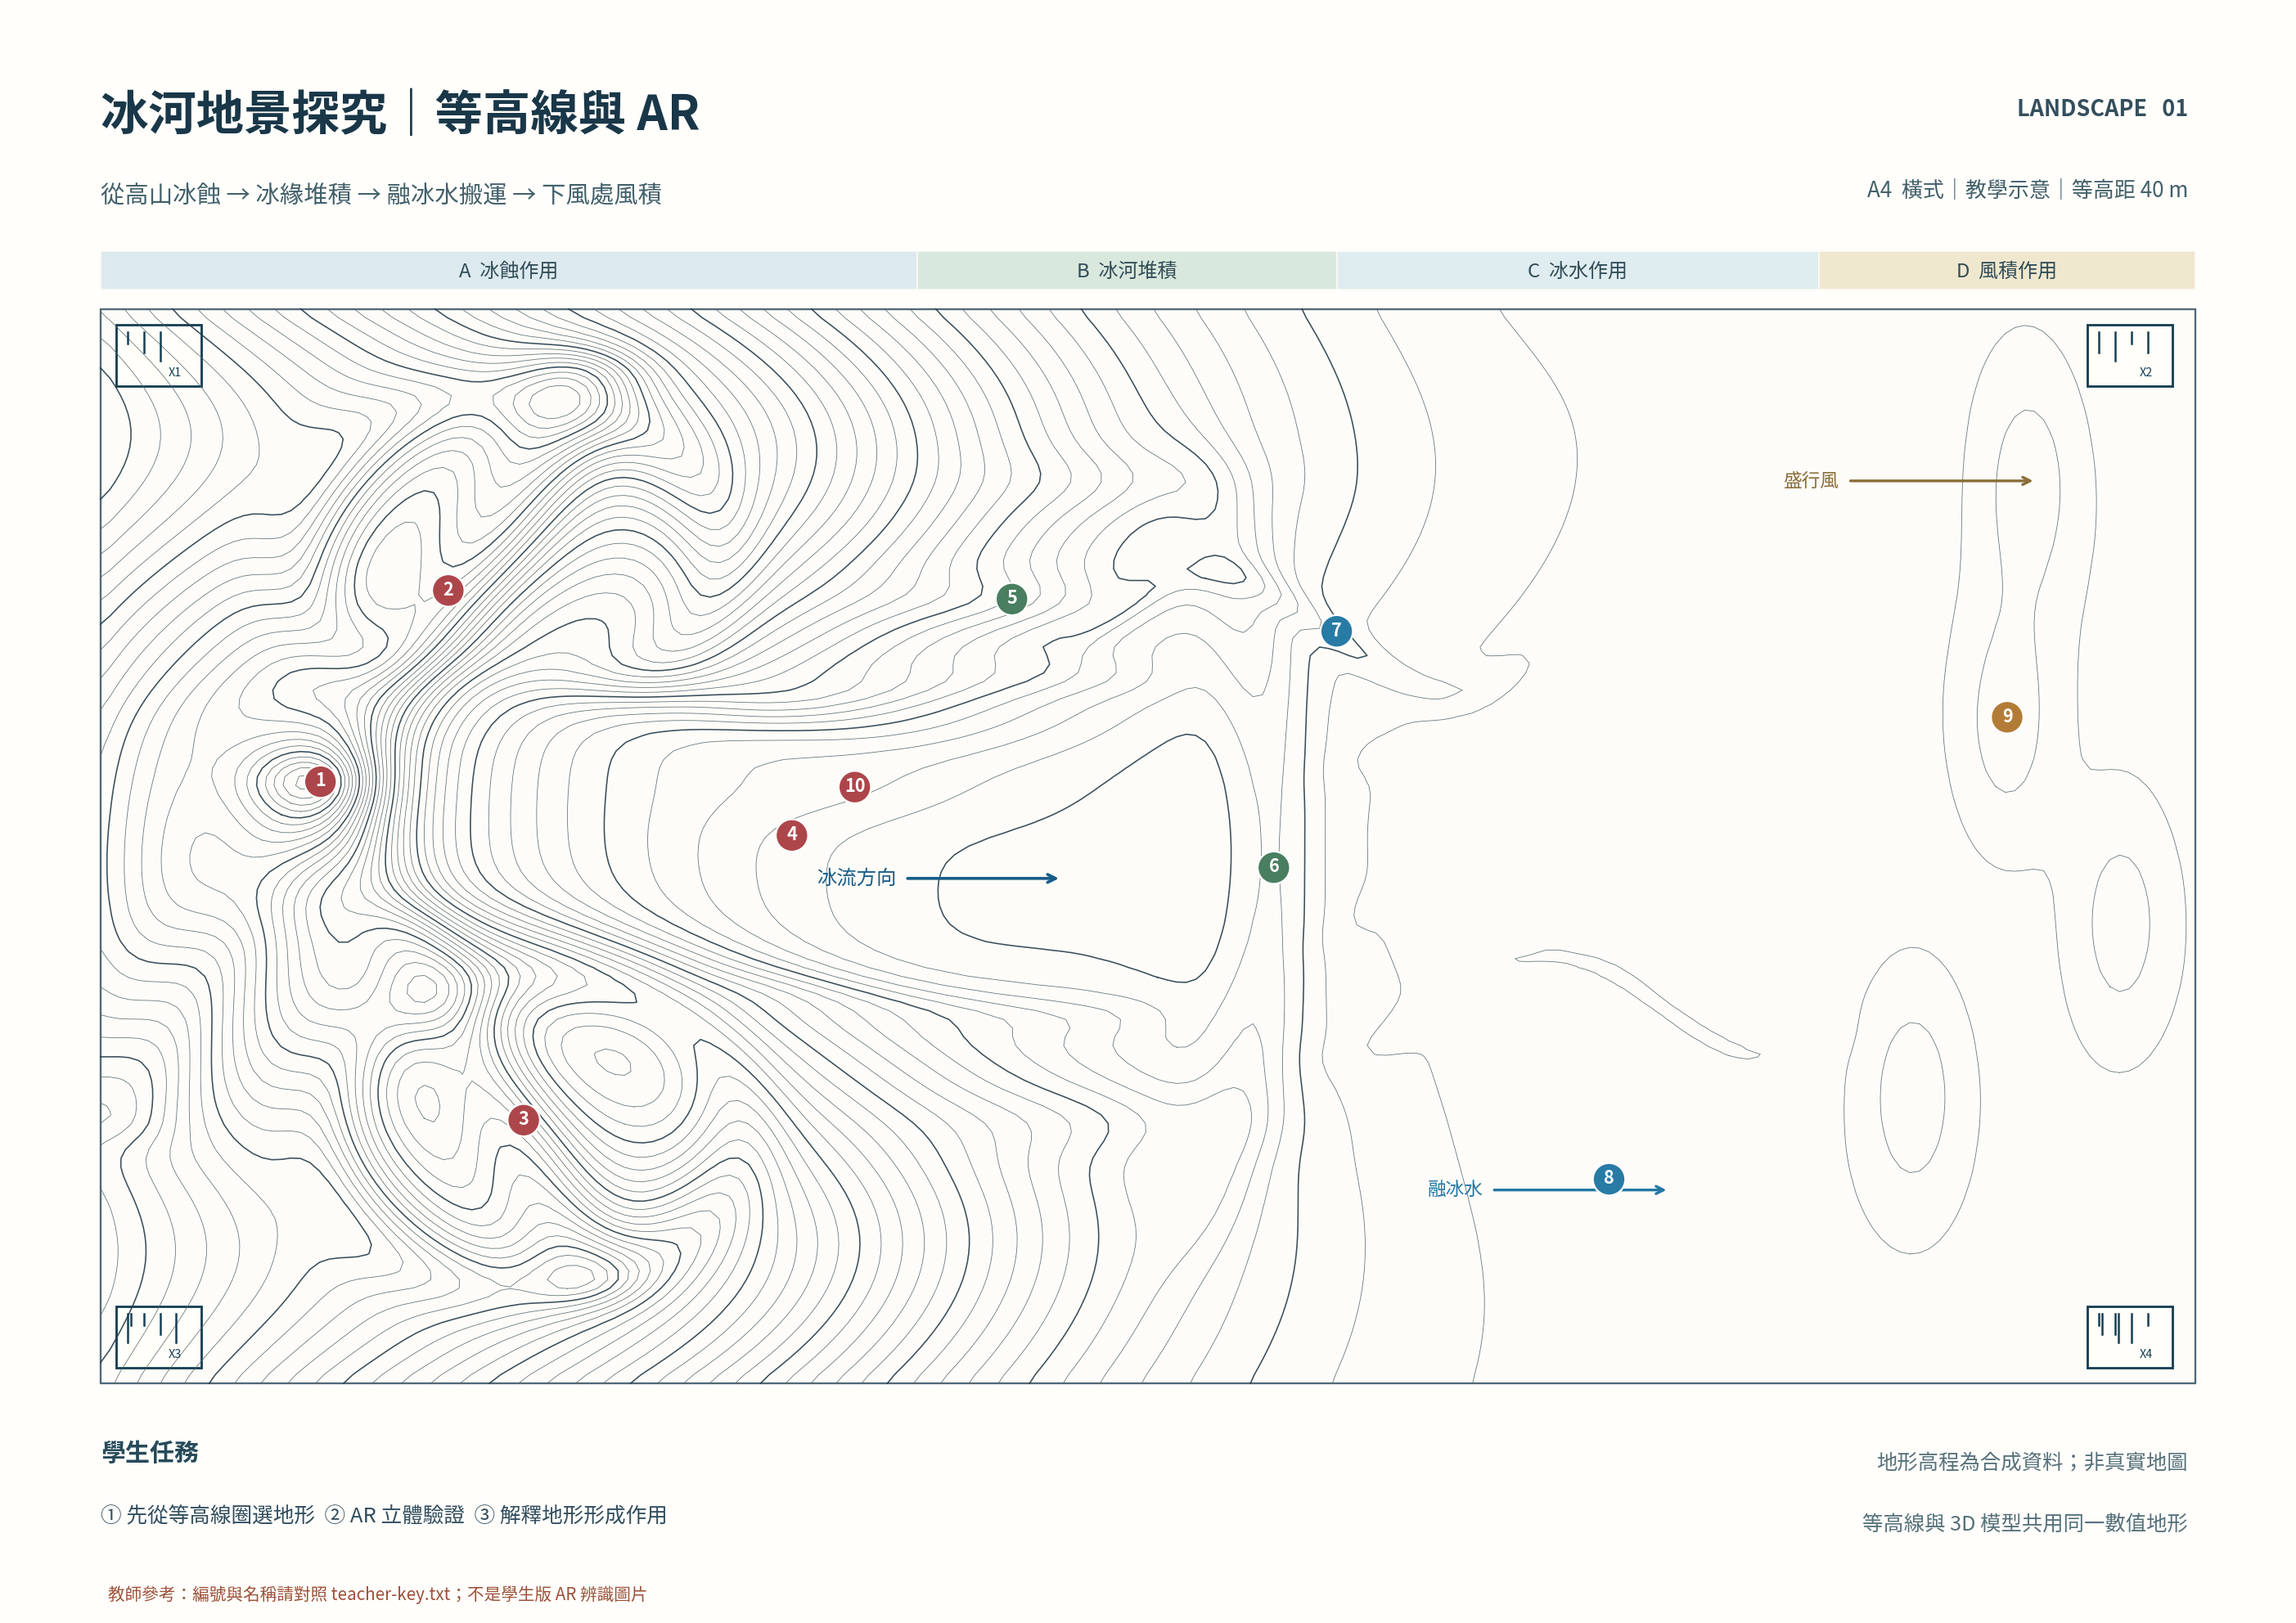 冰河地景探究｜等高線與 AR
LANDSCAPE 01
從高山冰蝕 → 冰緣堆積 → 融冰水搬運 → 下風處風積
A4 橫式｜教學示意｜等高距 40 m
A 冰蝕作用
B 冰河堆積
C 冰水作用
D 風積作用
X1
X2
盛行風
2
5
7
9
1
10
4
冰流方向
6
3
融冰水
8
X3
X4
學生任務
地形高程為合成資料；非真實地圖
① 先從等高線圈選地形 ② AR 立體驗證 ③ 解釋地形形成作用
等高線與 3D 模型共用同一數值地形
教師參考：編號與名稱請對照 teacher-key.txt；不是學生版 AR 辨識圖片